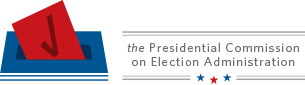 the Presidential Commission
on Election Administration